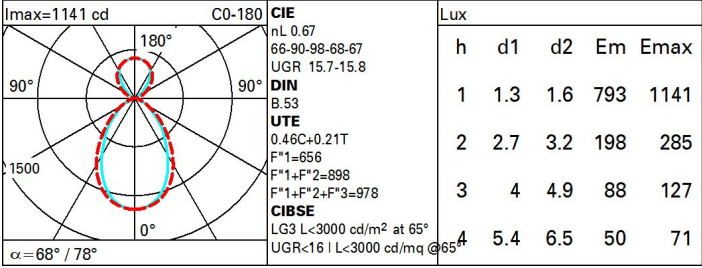 Imax=1141 cd C0-180
180°
90° 90°
1500
0°
α=68° / 78°
CIE
nL 0.67
66-90-98-68-67
UGR 15.7-15.8
DIN
B.53
UTE
0.46C+0.21T
F"1=656
F"1+F"2=898
F"1+F"2+F"3=978
CIBSE
LG3 L<3000 cd/m² at 65°
UGR<16 | L<3000 cd/mq @65°
Lux
h d1 d2 Em Emax
1 1.3 1.6 793 1141
2 2.7 3.2 198 285
3 4 4.9 88 127
4 5.4 6.5 50 71